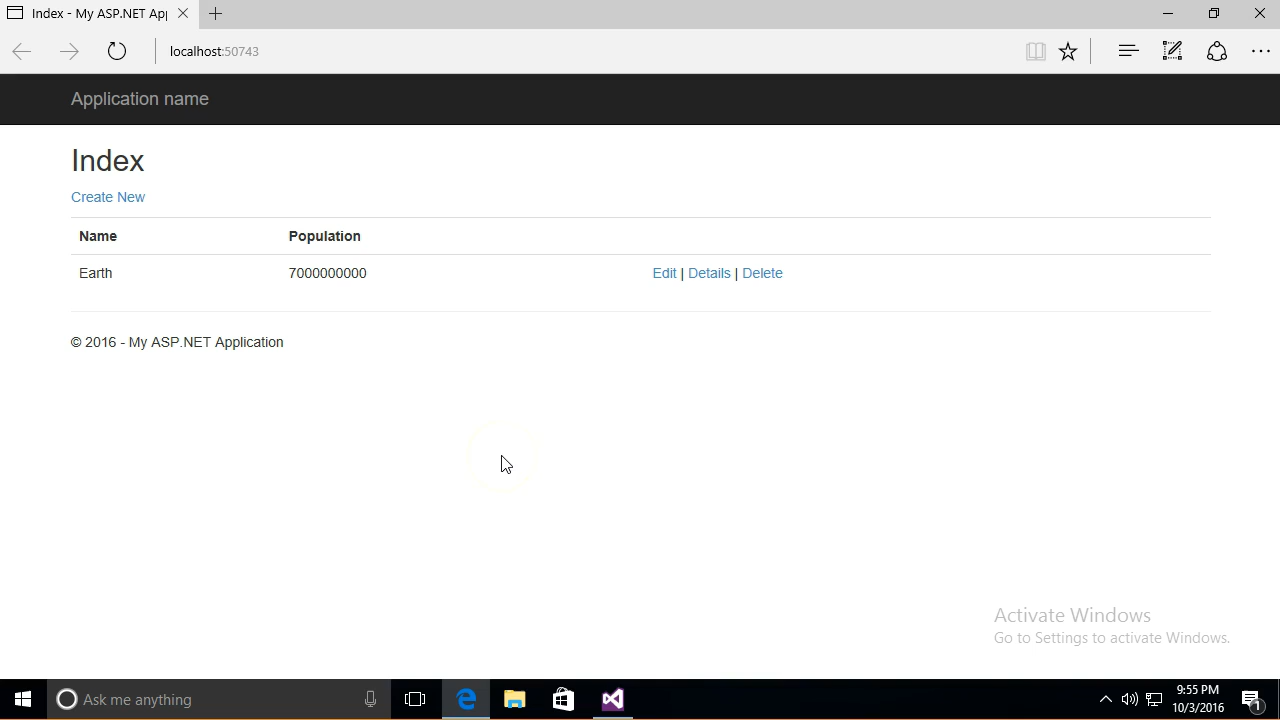 Index - My ASP.NET Ap
localhost:50743
Application name
Index
Create New
Name Population
Earth 7000000000 Edit | Details | Delete
© 2016 - My ASP.NET Application
Activate Windows
Go to Settings to activate Windows.
Ask me anything
9:55 PM
10/3/2016
1